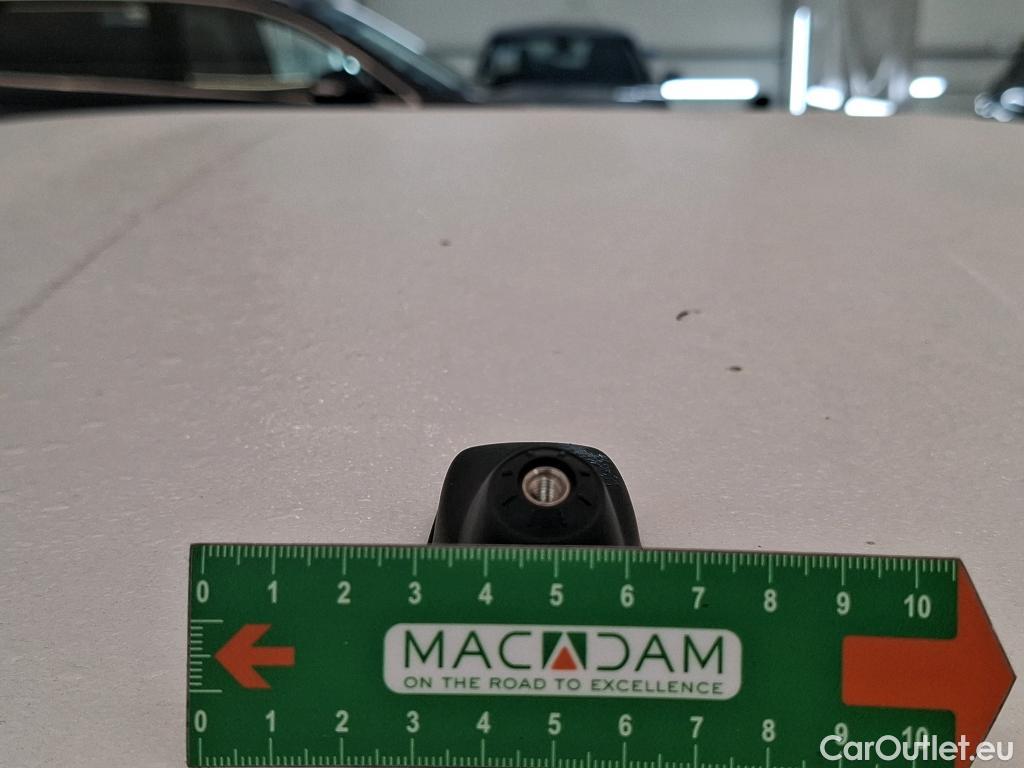 0 1 2 3 4 5 6 7 8 9 10
MACADAM
ON THE ROAD TO EXCELLENCE
0 1 2 3 4 5 6 7 8 9 10
CarOutlet.eu